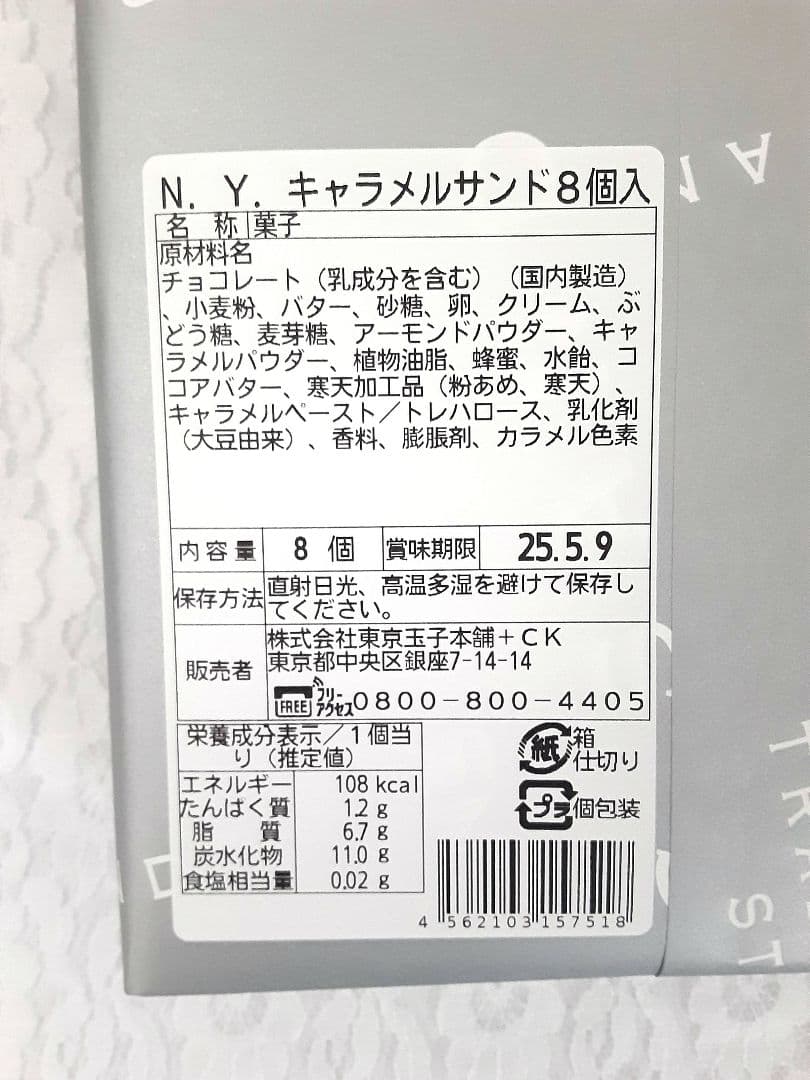 N. Y. キャラメルサンド8個入
名 称 菓子
原材料名
チョコレート（乳成分を含む）（国内製造）
、小麦粉、バター、砂糖、卵、クリーム、ぶ
どう糖、麦芽糖、アーモンドパウダー、キャ
ラメルパウダー、植物油脂、蜂蜜、水飴、コ
コアバター、寒天加工品（粉あめ、寒天）、
キャラメルペースト／トレハロース、乳化剤
（大豆由来）、香料、膨脹剤、カラメル色素
内容量 8 個 賞味期限 25.5.9
保存方法 直射日光、高温多湿を避けて保存し
てください。
販売者 株式会社東京玉子本舗＋CK
東京都中央区銀座7-14-14
FREE フリーアクセス 0800-800-4405
栄養成分表示／1個当
り（推定値）
エネルギー 108 kcal
たんぱく質 1.2 g
脂 質 6.7 g
炭水化物 11.0 g
食塩相当量 0.02 g
紙 箱
仕切り
プラ 個包装
4 562103 157518